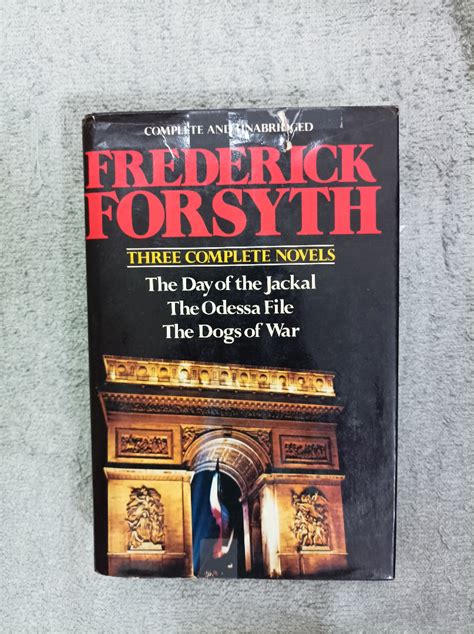 COMPLETE AND UNABRIDGED
FREDERICK
FORSYTH
THREE COMPLETE NOVELS
The Day of the Jackal
The Odessa File
The Dogs of War